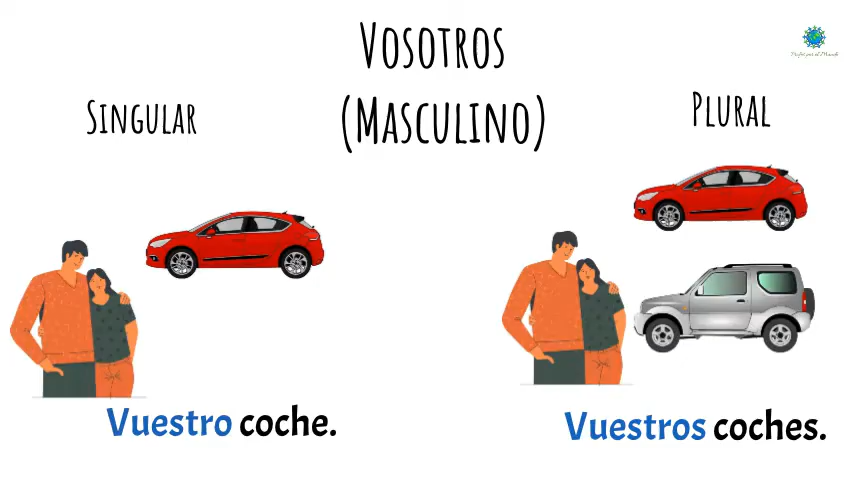 Vosotros
(Masculino)
Singular
Plural
Vuestro coche.
Vuestros coches.